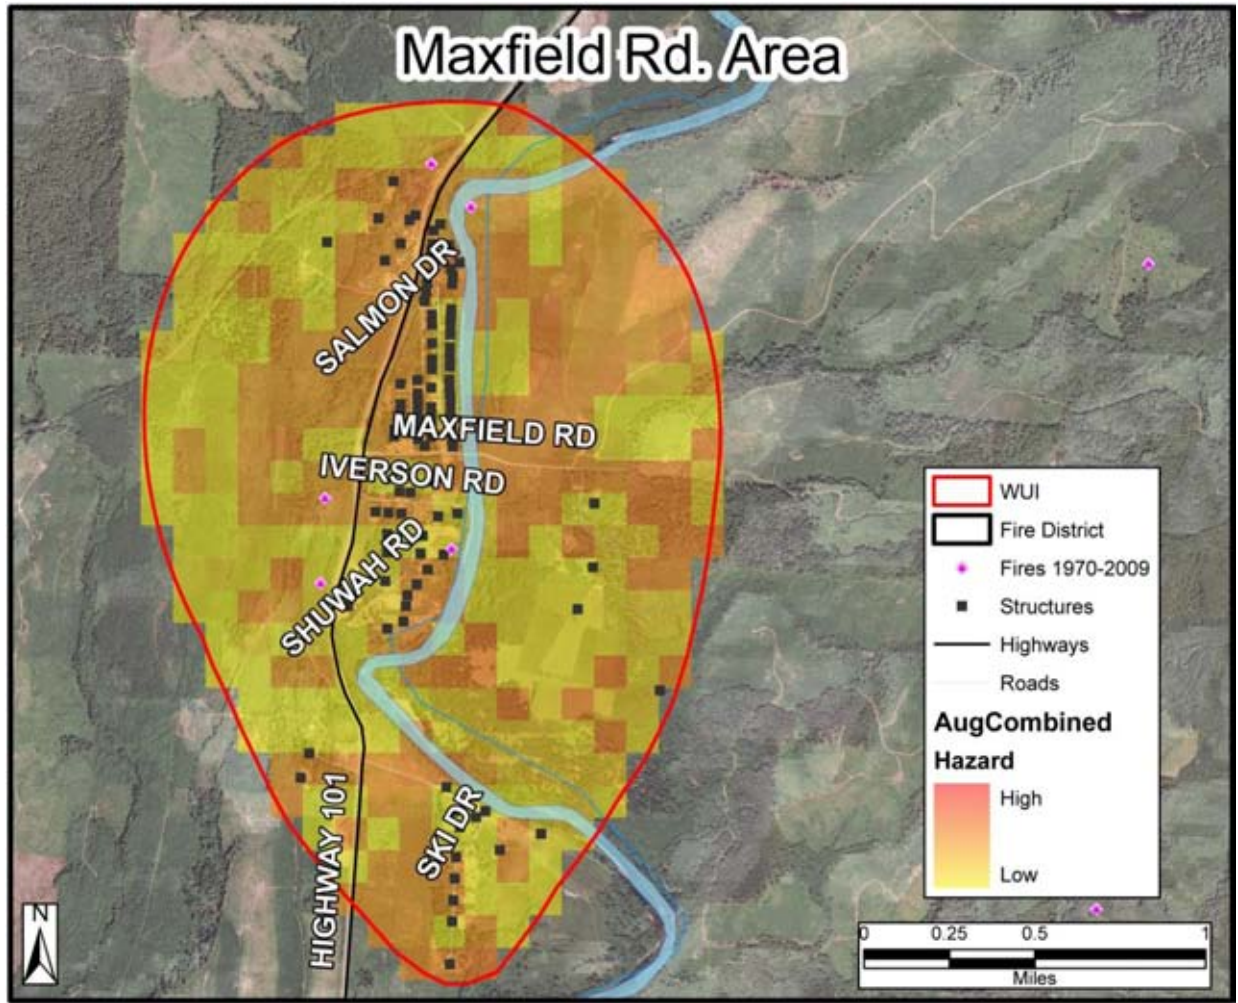 Maxfield Rd. Area
SALMON DR
MAXFIELD RD
IVERSON RD
SHUWAH RD
SKI DR
HIGHWAY 101
WUI
Fire District
Fires 1970-2009
Structures
Highways
Roads
AugCombined
Hazard
High
Low
N
0 0.25 0.5 1
Miles